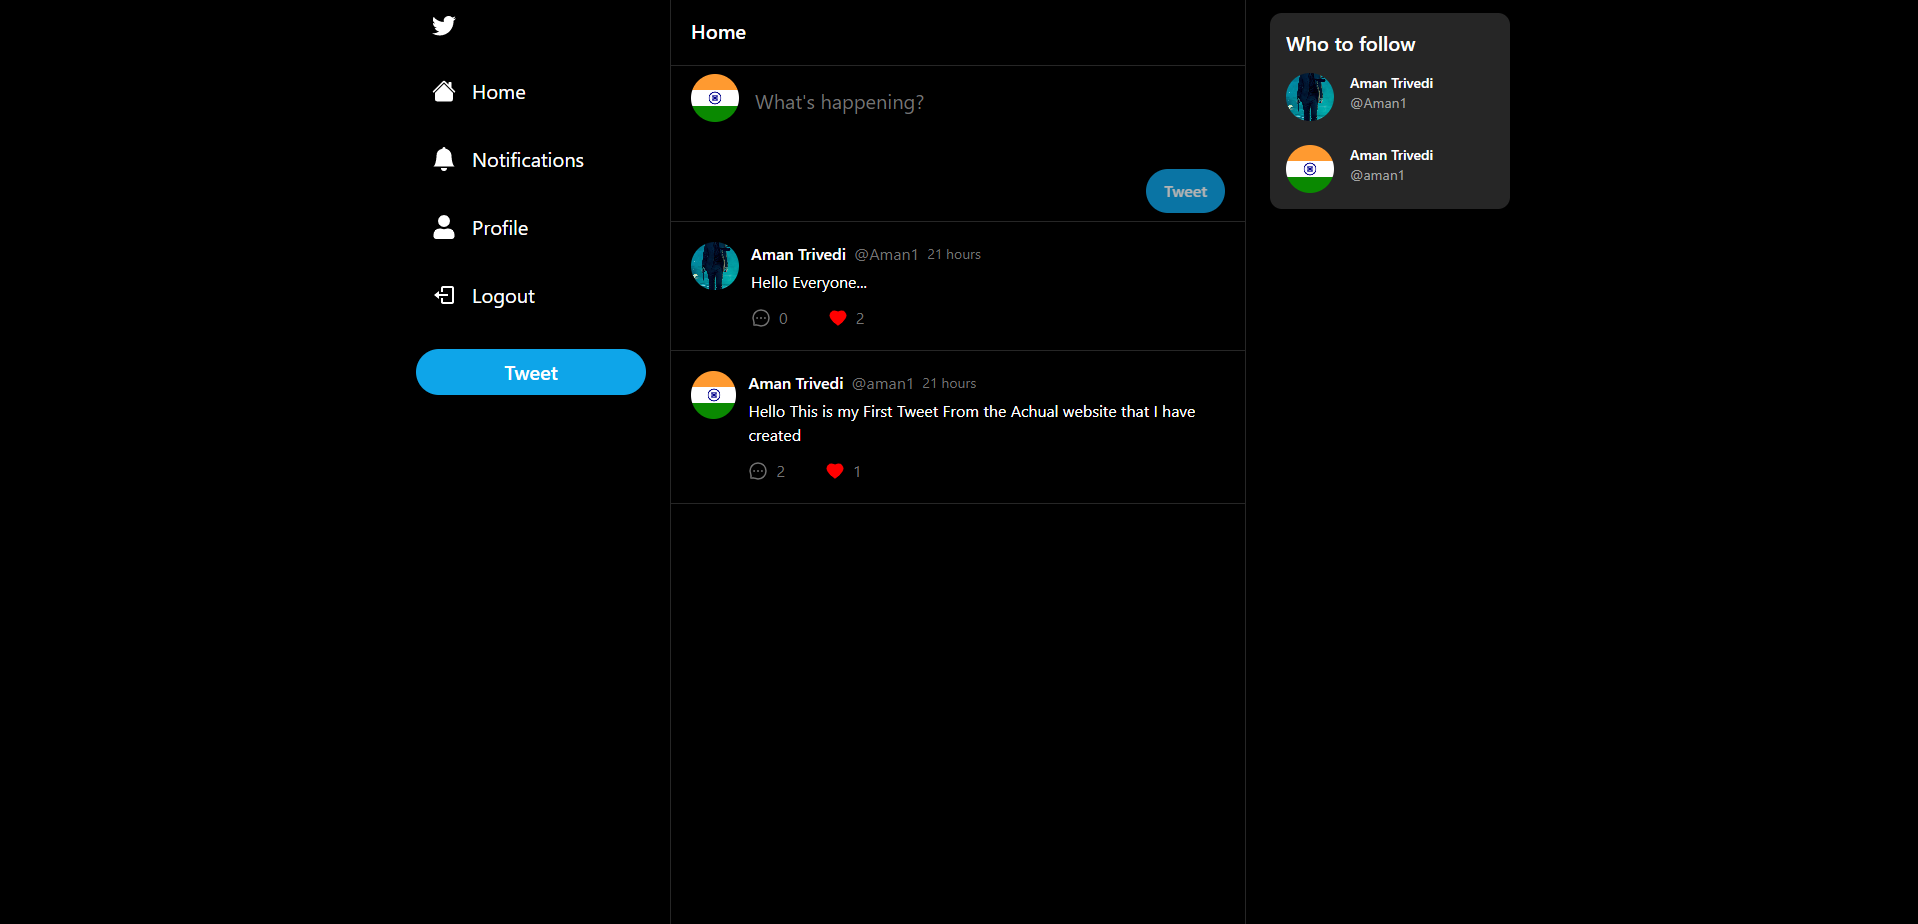 Home
Notifications
Profile
Logout
Tweet
Home
What's happening?
Tweet
Aman Trivedi @Aman1 21 hours
Hello Everyone...
0 2
Aman Trivedi @aman1 21 hours
Hello This is my First Tweet From the Achual website that I have
created
2 1
Who to follow
Aman Trivedi
@Aman1
Aman Trivedi
@aman1